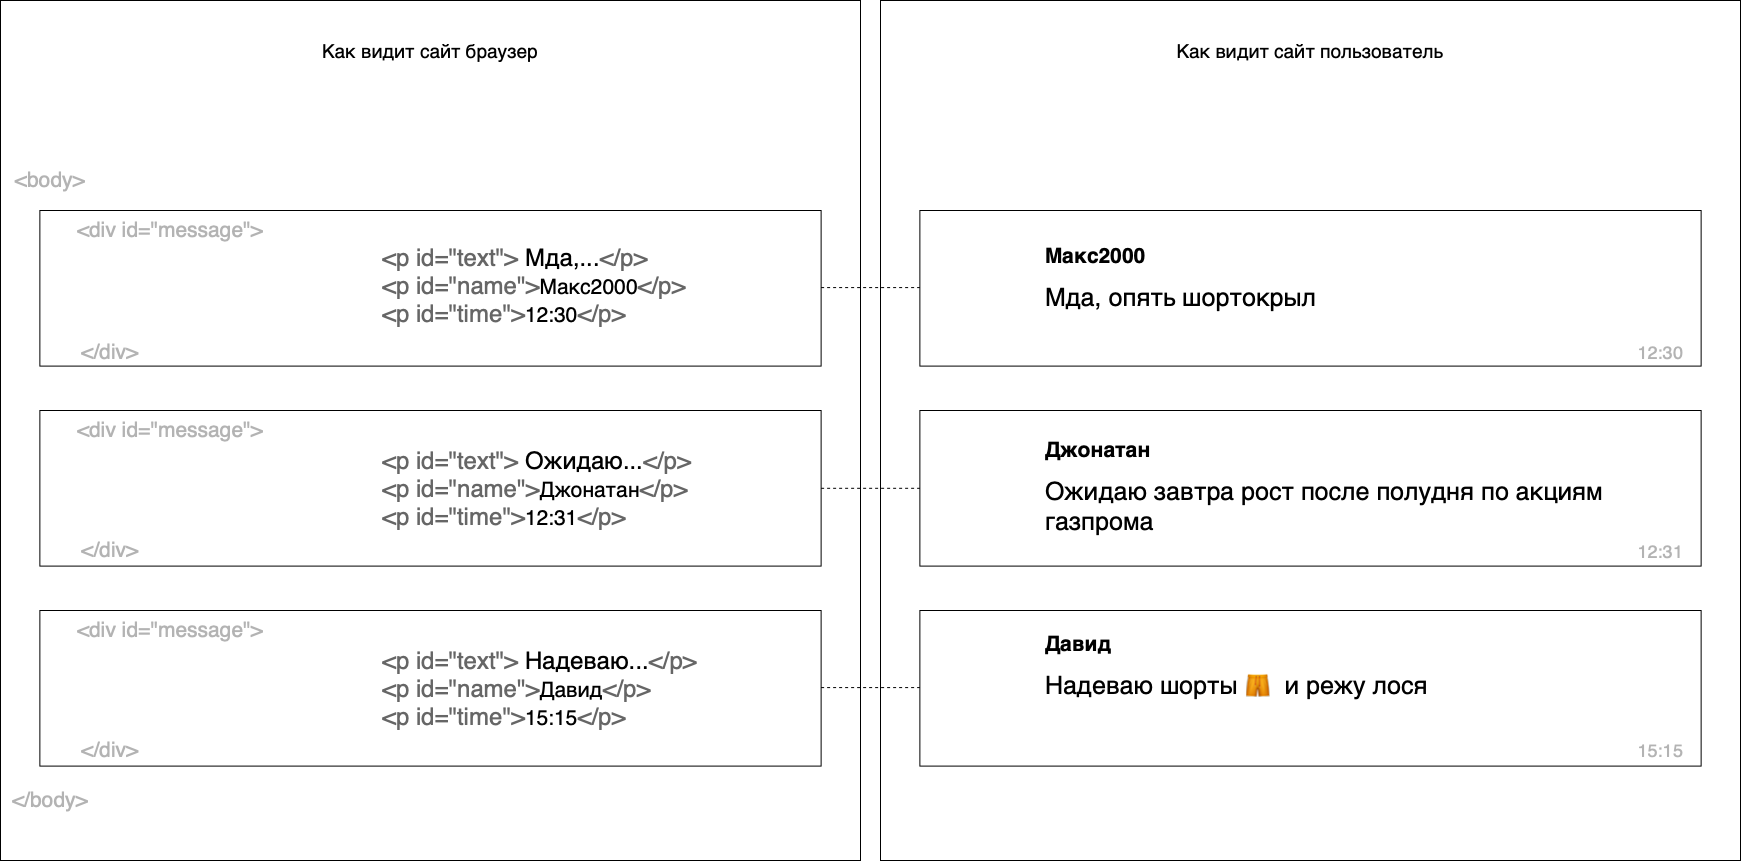 Как видит сайт браузер
<body>
<div id="message">
<p id="text"> Мда,...</p>
<p id="name">Макс2000</p>
<p id="time">12:30</p>
</div>
<div id="message">
<p id="text"> Ожидаю...</p>
<p id="name">Джонатан</p>
<p id="time">12:31</p>
</div>
<div id="message">
<p id="text"> Надеваю...</p>
<p id="name">Давид</p>
<p id="time">15:15</p>
</div>
</body>
Как видит сайт пользователь
Макс2000
Мда, опять шортокрыл
12:30
Джонатан
Ожидаю завтра рост после полудня по акциям
газпрома
12:31
Давид
Надеваю шорты 🩳 и режу лося
15:15